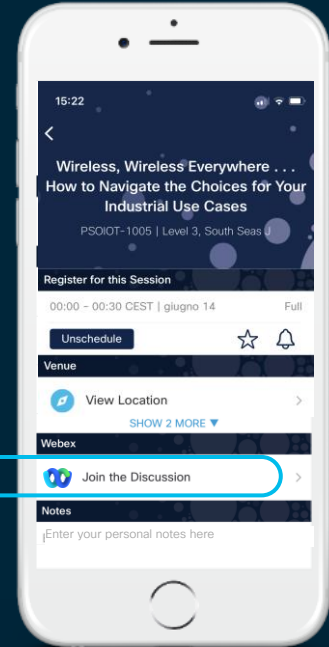 15:22
Wireless, Wireless Everywhere . . .
How to Navigate the Choices for Your
Industrial Use Cases
PSOIOT-1005 | Level 3, South Seas J
Register for this Session
00:00 - 00:30 CEST | giugno 14 Full
Unschedule
Venue
View Location
SHOW 2 MORE ▼
Webex
Join the Discussion
Notes
Enter your personal notes here